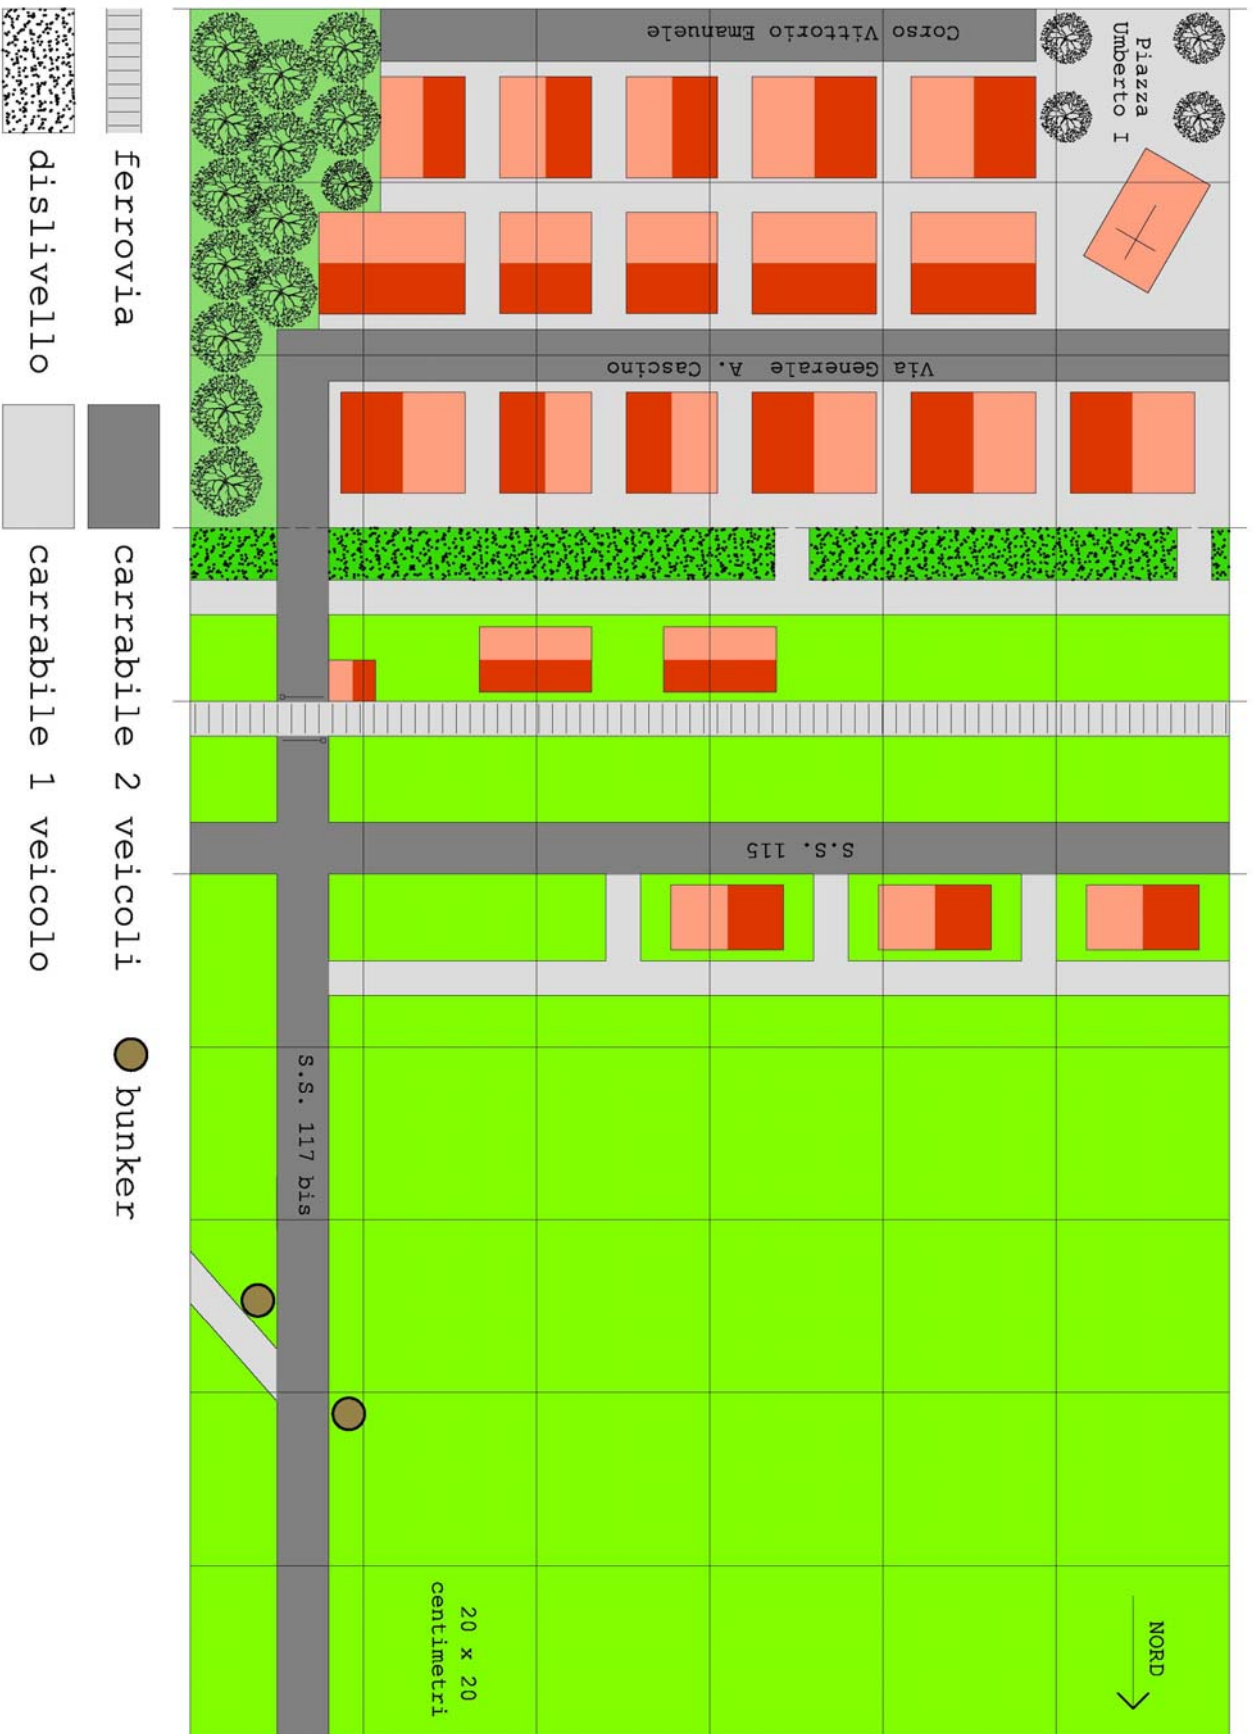 Piazza
Umberto I
Corso Vittorio Emanuele
Via Generale A. Cascino
S.S. 115
S.S. 117 bis
20 x 20
centimetri
NORD
ferrovia
carrabile 2 veicoli
bunker
dislivello
carrabile 1 veicolo